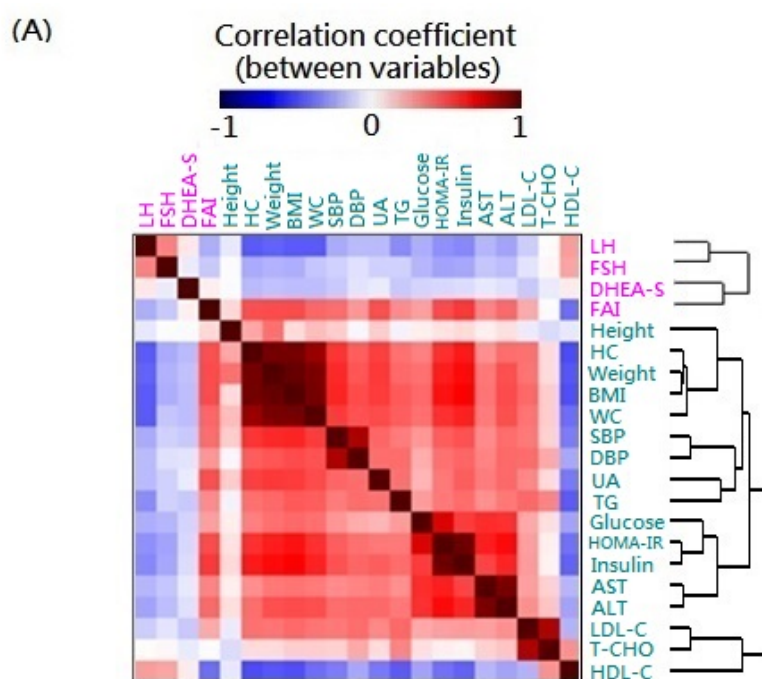 (A)
Correlation coefficient
(between variables)
-1 0 1
LH FSH DHEA-S FAI Height HC Weight BMI WC SBP DBP UA TG Glucose HOMA-IR Insulin AST ALT LDL-C T-CHO HDL-C
LH
FSH
DHEA-S
FAI
Height
HC
Weight
BMI
WC
SBP
DBP
UA
TG
Glucose
HOMA-IR
Insulin
AST
ALT
LDL-C
T-CHO
HDL-C